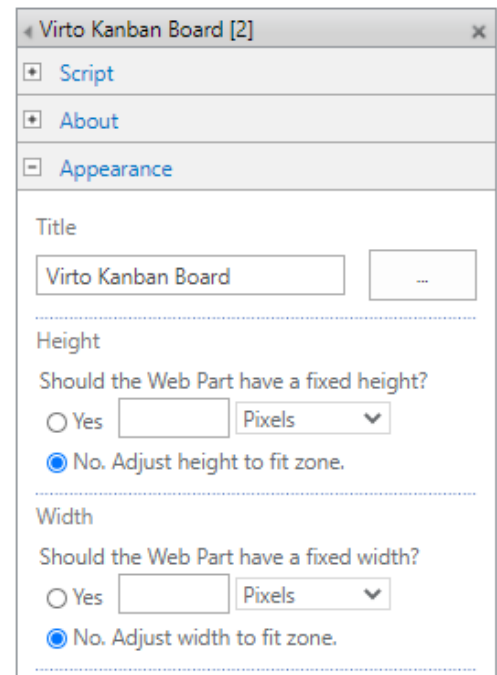 Virto Kanban Board [2]
Script
About
Appearance
Title
Virto Kanban Board ...
Height
Should the Web Part have a fixed height?
Yes Pixels
No. Adjust height to fit zone.
Width
Should the Web Part have a fixed width?
Yes Pixels
No. Adjust width to fit zone.